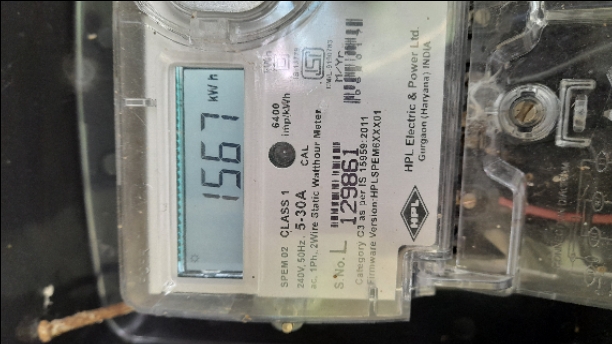 1567 kWh
6400
imp/kWh
CAL
SPEM 02 CLASS 1
240V, 50Hz, 5-30A
ac, 1Ph., 2Wire Static Watthour Meter
S.No. L 129861
Category C3 as per IS 15959:2011
Firmware Version:HPLSPEM6XXX01
M/Yr.
HPL
HPL Electric & Power Ltd.
Gurgaon (Haryana) INDIA